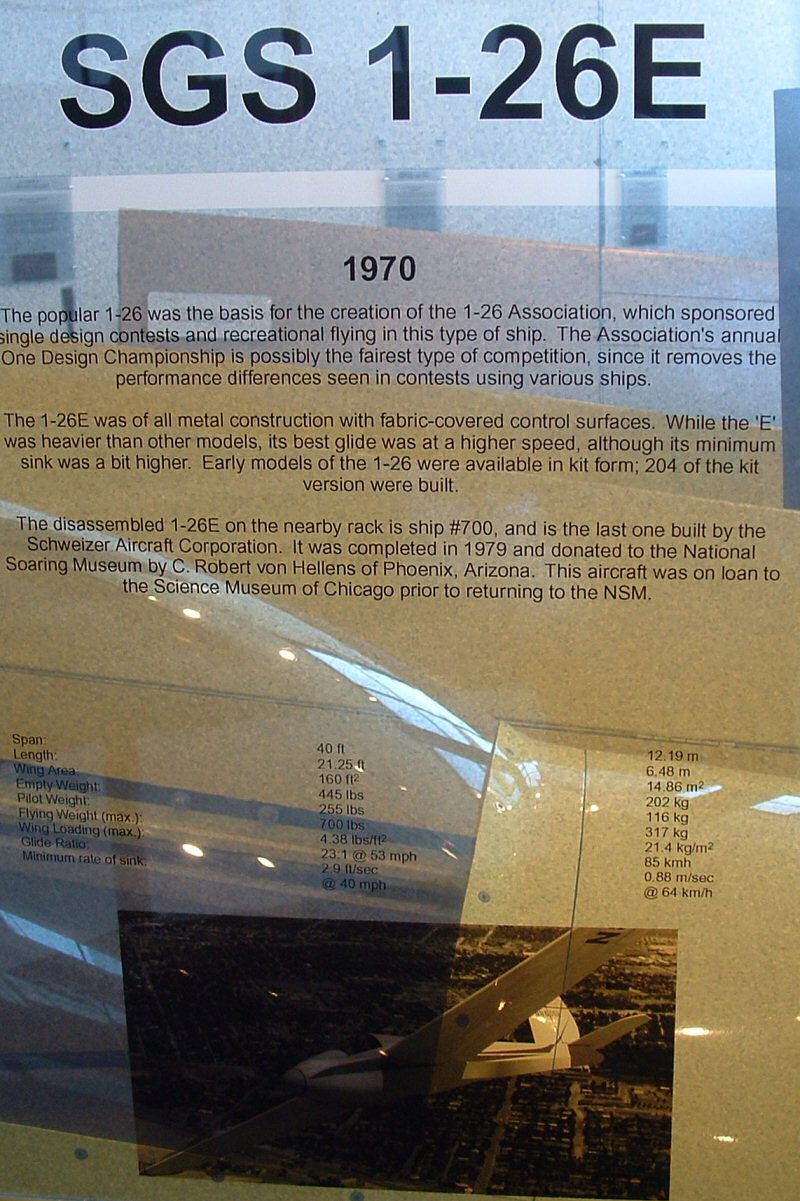 SGS 1-26E
1970
The popular 1-26 was the basis for the creation of the 1-26 Association, which sponsored
single design contests and recreational flying in this type of ship. The Association's annual
One Design Championship is possibly the fairest type of competition, since it removes the
performance differences seen in contests using various ships.
The 1-26E was of all metal construction with fabric-covered control surfaces. While the 'E'
was heavier than other models, its best glide was at a higher speed, although its minimum
sink was a bit higher. Early models of the 1-26 were available in kit form; 204 of the kit
version were built.
The disassembled 1-26E on the nearby rack is ship #700, and is the last one built by the
Schweizer Aircraft Corporation. It was completed in 1979 and donated to the National
Soaring Museum by C. Robert von Hellens of Phoenix, Arizona. This aircraft was on loan to
the Science Museum of Chicago prior to returning to the NSM.
Span: 40 ft 12.19 m
Length: 21.25 ft 6.48 m
Wing Area: 160 ft² 14.86 m²
Empty Weight: 445 lbs 202 kg
Pilot Weight: 255 lbs 116 kg
Flying Weight (max.): 700 lbs 317 kg
Wing Loading (max.): 4.38 lbs/ft² 21.4 kg/m²
Glide Ratio: 23:1 @ 53 mph 85 kmh
Minimum rate of sink: 2.9 ft/sec 0.88 m/sec
@ 40 mph @ 64 km/h
N